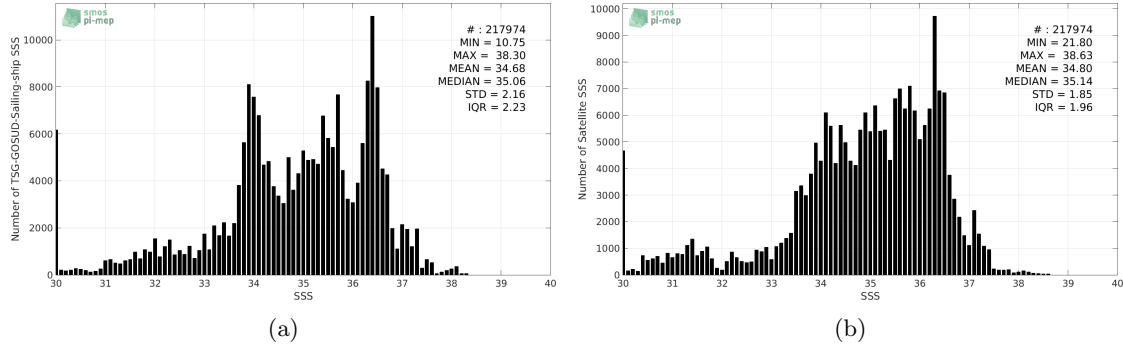 smos
pi-mep
# : 217974
MIN = 10.75
MAX = 38.30
MEAN = 34.68
MEDIAN = 35.06
STD = 2.16
IQR = 2.23
Number of TSG-GOSUD-Sailing-ship SSS
10000
8000
6000
4000
2000
0
30 31 32 33 34 35 36 37 38 39 40
SSS
(a)
smos
pi-mep
# : 217974
MIN = 21.80
MAX = 38.63
MEAN = 34.80
MEDIAN = 35.14
STD = 1.85
IQR = 1.96
Number of Satellite SSS
10000
9000
8000
7000
6000
5000
4000
3000
2000
1000
0
30 31 32 33 34 35 36 37 38 39 40
SSS
(b)